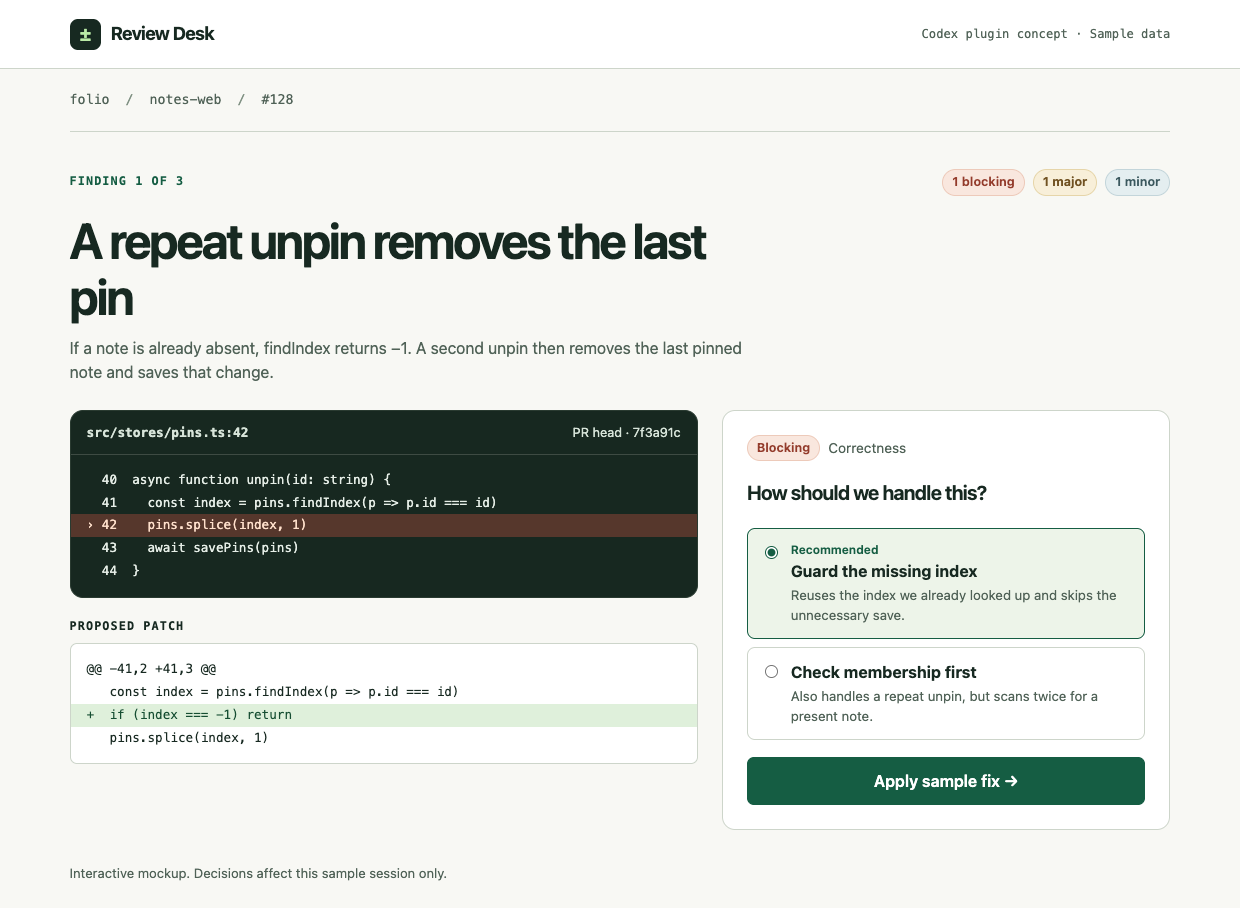 ±
Review Desk
Codex plugin concept · Sample data
folio / notes-web / #128
FINDING 1 OF 3
1 blocking
1 major
1 minor
A repeat unpin removes the last
pin
If a note is already absent, findIndex returns −1. A second unpin then removes the last pinned
note and saves that change.
src/stores/pins.ts:42
PR head · 7f3a91c
40 async function unpin(id: string) {
41   const index = pins.findIndex(p => p.id === id)
› 42   pins.splice(index, 1)
43   await savePins(pins)
44 }
PROPOSED PATCH
@@ −41,2 +41,3 @@
   const index = pins.findIndex(p => p.id === id)
+  if (index === −1) return
   pins.splice(index, 1)
Blocking
Correctness
How should we handle this?
Recommended
Guard the missing index
Reuses the index we already looked up and skips the
unnecessary save.
Check membership first
Also handles a repeat unpin, but scans twice for a
present note.
Apply sample fix →
Interactive mockup. Decisions affect this sample session only.